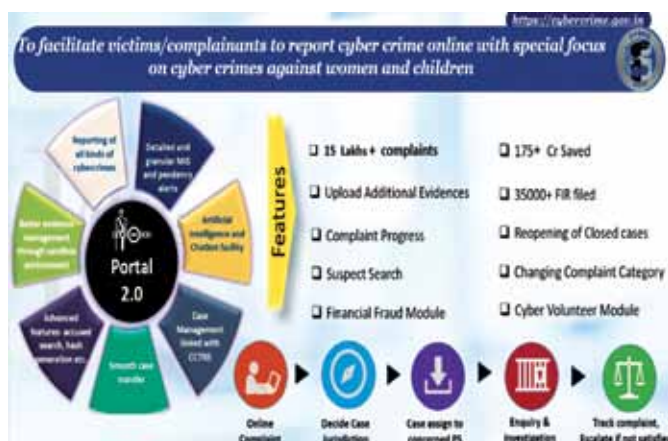 https://cybercrime.gov.in
To facilitate victims/complainants to report cyber crime online with special focus
on cyber crimes against women and children
Reporting of
all kinds of
cybercrimes
Detailed and
granular MIS
and pendency
alerts
Artificial
Intelligence and
Chatbot facility
Case
Management
linked with
Smooth case
transfer
Advanced
features: accused
search, hash
generation etc.
Better evidence
management
through
Portal
2.0
Features
15 Lakhs+ complaints
Upload Additional Evidences
Complaint Progress
Suspect Search
Financial Fraud Module
175+ Cr Saved
35000+ FIR filed
Reopening of Closed cases
Changing Complaint Category
Cyber Volunteer Module
Online
Complaint
Decide Case
Jurisdiction
Case assign to
concerned PS
Enquiry &
Investigation
Track complaint,
Escalate if not